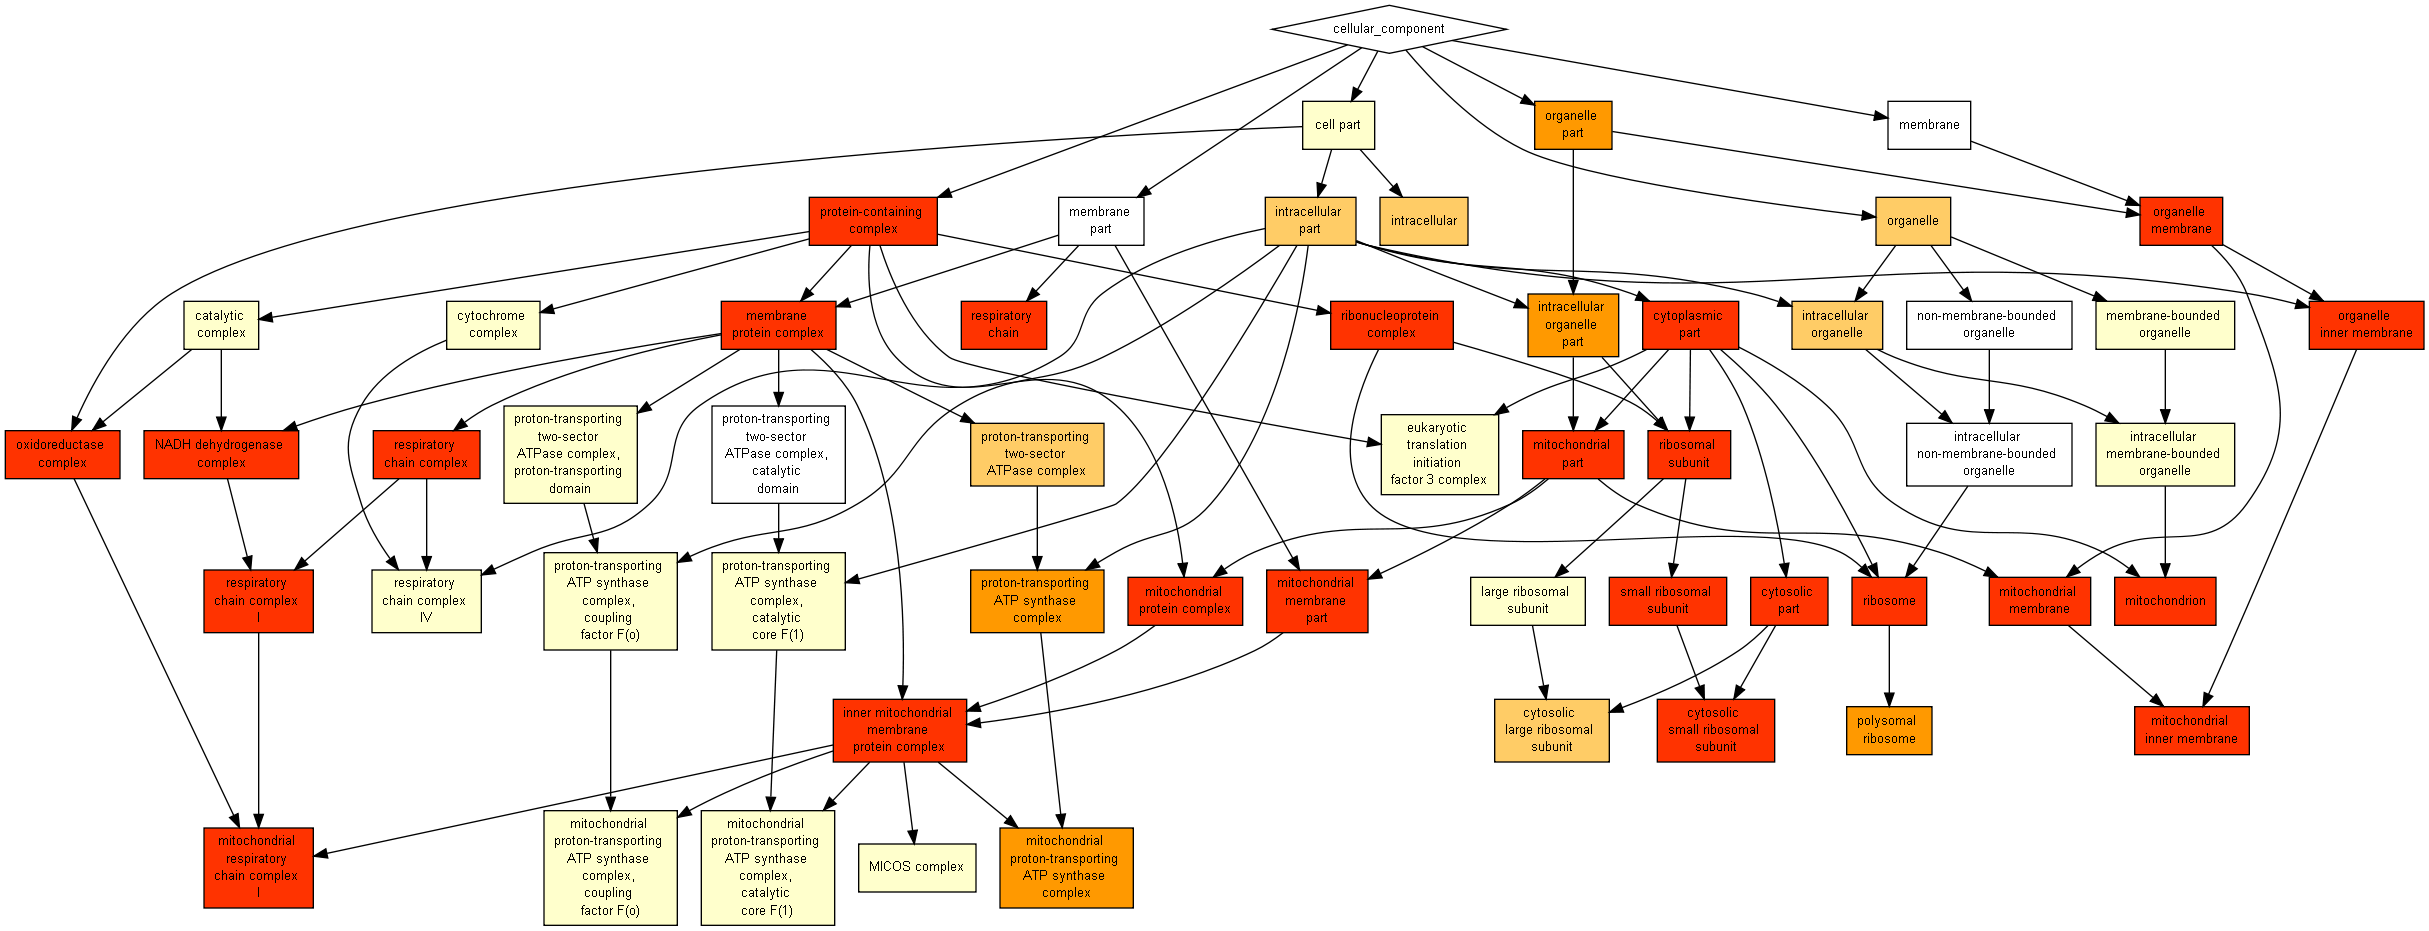 cellular_component
cell part
organelle
part
membrane
protein-containing
complex
membrane
part
intracellular
part
intracellular
organelle
organelle
membrane
catalytic
complex
cytochrome
complex
membrane
protein complex
respiratory
chain
ribonucleoprotein
complex
intracellular
organelle
part
cytoplasmic
part
intracellular
organelle
non-membrane-bounded
organelle
membrane-bounded
organelle
organelle
inner membrane
oxidoreductase
complex
NADH dehydrogenase
complex
respiratory
chain complex
proton-transporting
two-sector
ATPase complex,
proton-transporting
domain
proton-transporting
two-sector
ATPase complex,
catalytic
domain
proton-transporting
two-sector
ATPase complex
eukaryotic
translation
initiation
factor 3 complex
mitochondrial
part
ribosomal
subunit
intracellular
non-membrane-bounded
organelle
intracellular
membrane-bounded
organelle
respiratory
chain complex
I
respiratory
chain complex
IV
proton-transporting
ATP synthase
complex,
coupling
factor F(o)
proton-transporting
ATP synthase
complex,
catalytic
core F(1)
proton-transporting
ATP synthase
complex
mitochondrial
protein complex
mitochondrial
membrane
part
large ribosomal
subunit
small ribosomal
subunit
cytosolic
part
ribosome
mitochondrial
membrane
mitochondrion
inner mitochondrial
membrane
protein complex
cytosolic
large ribosomal
subunit
cytosolic
small ribosomal
subunit
polysomal
ribosome
mitochondrial
inner membrane
mitochondrial
respiratory
chain complex
I
mitochondrial
proton-transporting
ATP synthase
complex,
coupling
factor F(o)
mitochondrial
proton-transporting
ATP synthase
complex,
catalytic
core F(1)
MICOS complex
mitochondrial
proton-transporting
ATP synthase
complex